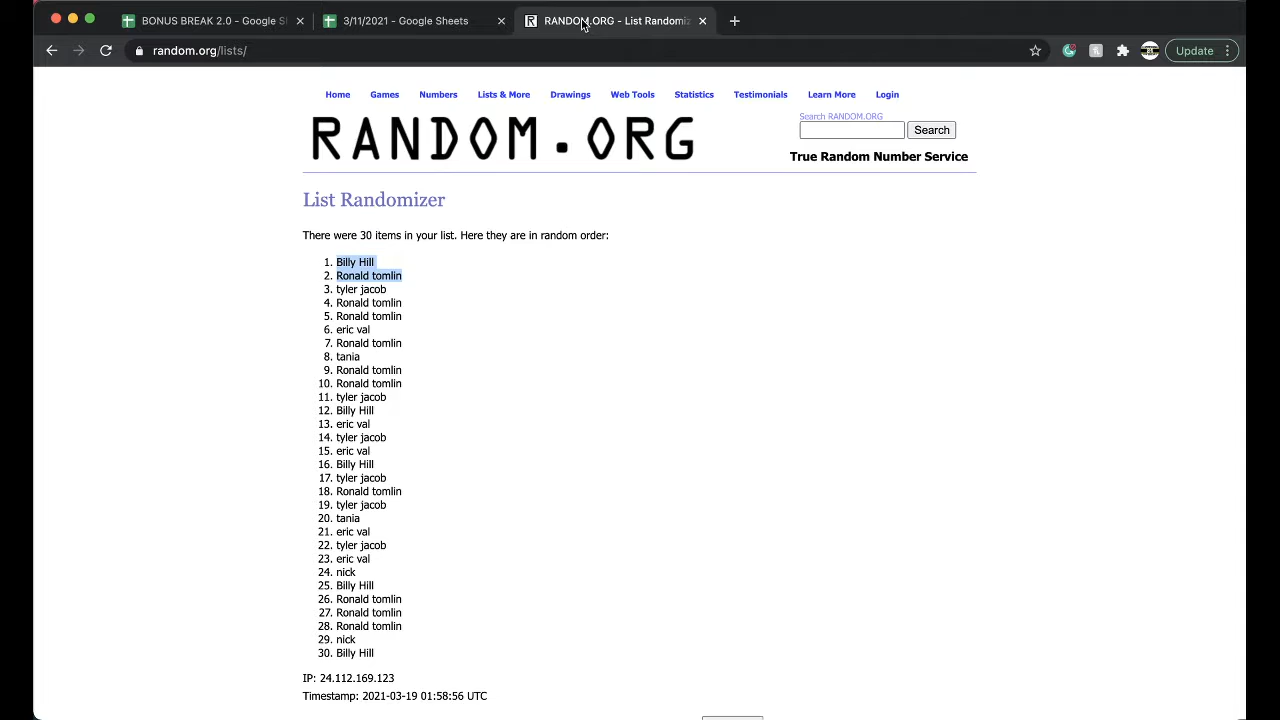 BONUS BREAK 2.0 - Google S
3/11/2021 - Google Sheets
RANDOM.ORG - List Randomiz
random.org/lists/
Update
Home Games Numbers Lists & More Drawings Web Tools Statistics Testimonials Learn More Login
RANDOM.ORG
Search RANDOM.ORG
Search
True Random Number Service
List Randomizer
There were 30 items in your list. Here they are in random order:
1. Billy Hill
2. Ronald tomlin
3. tyler jacob
4. Ronald tomlin
5. Ronald tomlin
6. eric val
7. Ronald tomlin
8. tania
9. Ronald tomlin
10. Ronald tomlin
11. tyler jacob
12. Billy Hill
13. eric val
14. tyler jacob
15. eric val
16. Billy Hill
17. tyler jacob
18. Ronald tomlin
19. tyler jacob
20. tania
21. eric val
22. tyler jacob
23. eric val
24. nick
25. Billy Hill
26. Ronald tomlin
27. Ronald tomlin
28. Ronald tomlin
29. nick
30. Billy Hill
IP: 24.112.169.123
Timestamp: 2021-03-19 01:58:56 UTC